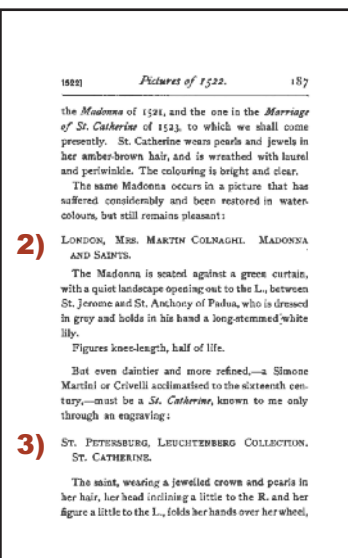 1522] Pictures of 1522. 187
the Madonna of 1521, and the one in the Marriage
of St. Catherine of 1523, to which we shall come
presently. St. Catherine wears pearls and jewels in
her amber-brown hair, and is wreathed with laurel
and periwinkle. The colouring is bright and clear.
The same Madonna occurs in a picture that has
suffered considerably and been restored in water-
colours, but still remains pleasant:
2) LONDON, MRS. MARTIN COLNAGHI. MADONNA
AND SAINTS.
The Madonna is seated against a green curtain,
with a quiet landscape opening out to the L., between
St. Jerome and St. Anthony of Padua, who is dressed
in grey and holds in his hand a long-stemmed white
lily.
Figures knee-length, half of life.
But even daintier and more refined,—a Simone
Martini or Crivelli acclimatised to the sixteenth cen-
tury,—must be a St. Catherine, known to me only
through an engraving:
3) ST. PETERSBURG, LEUCHTENBERG COLLECTION.
ST. CATHERINE.
The saint, wearing a jewelled crown and pearls in
her hair, her head inclining a little to the R. and her
figure a little to the L., folds her hands over her wheel,